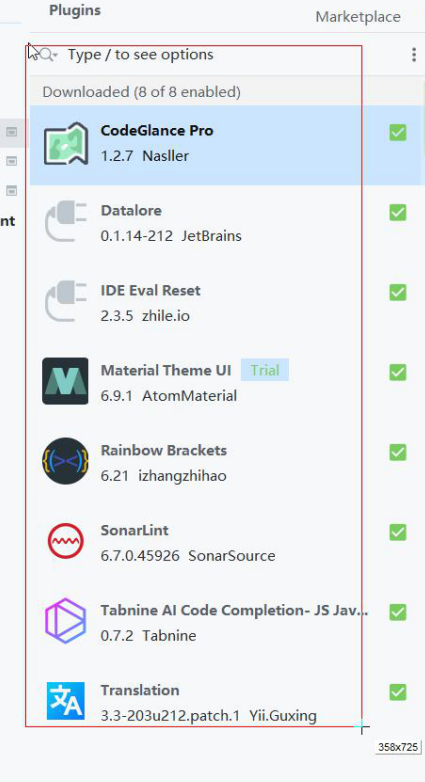 Plugins
Marketplace
Type / to see options
Downloaded (8 of 8 enabled)
CodeGlance Pro
1.2.7 Nasller
Datalore
0.1.14-212 JetBrains
IDE Eval Reset
2.3.5 zhile.io
nt
Material Theme UI Trial
6.9.1 AtomMaterial
Rainbow Brackets
6.21 izhangzhihao
SonarLint
6.7.0.45926 SonarSource
Tabnine AI Code Completion- JS Jav...
0.7.2 Tabnine
Translation
3.3-203u212.patch.1 Yii.Guxing
358x725